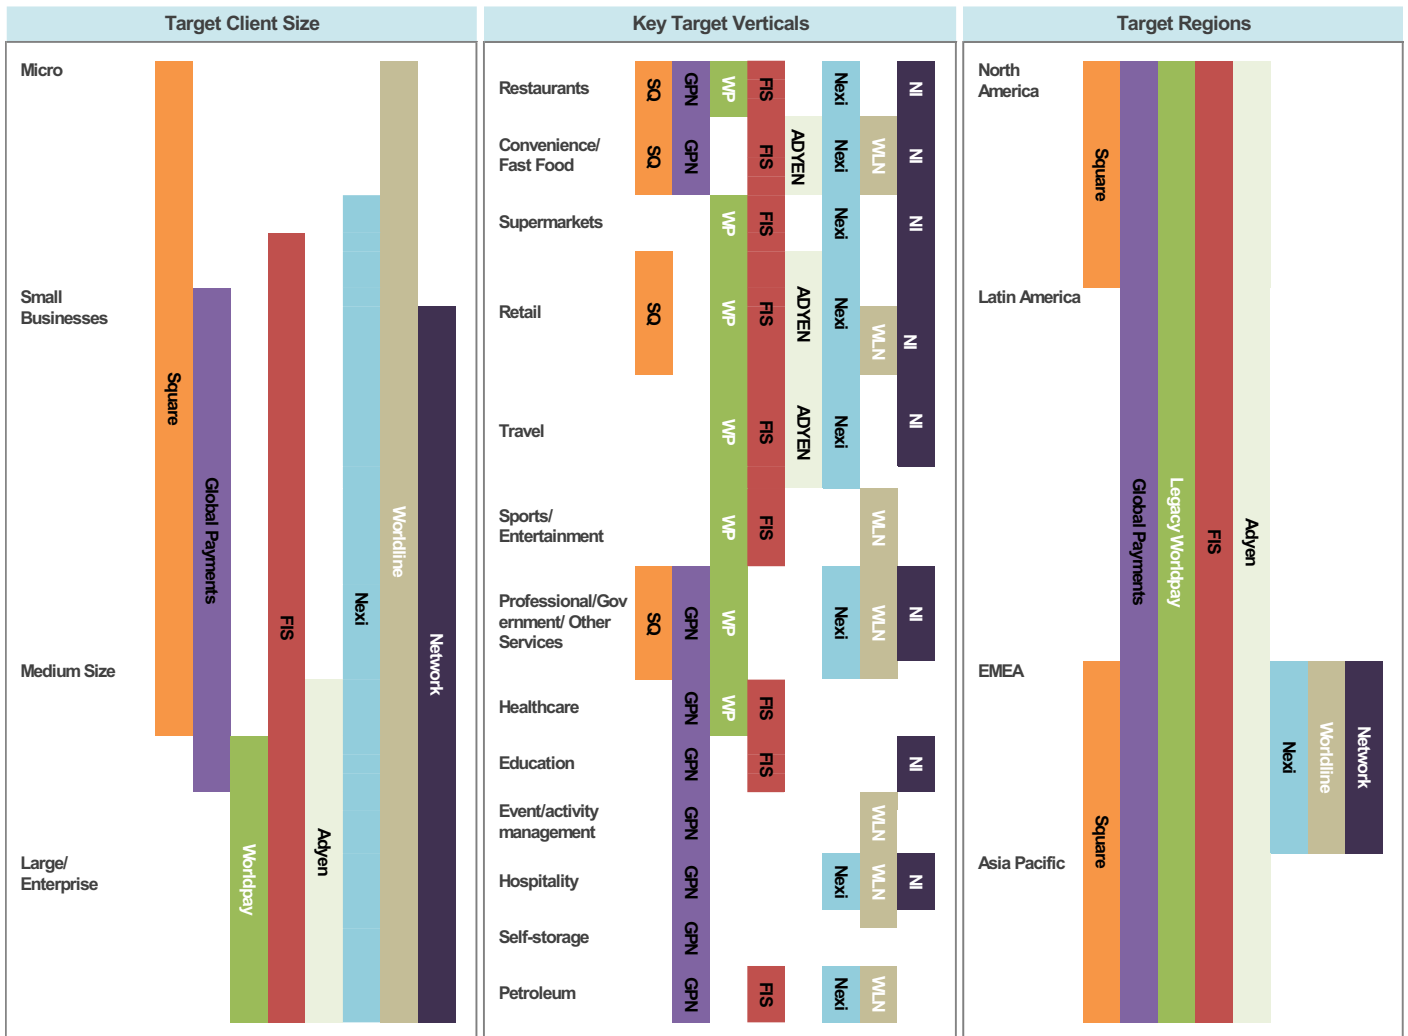 Target Client Size
Micro
Small
Businesses
Medium Size
Large/
Enterprise
Square
Global Payments
Worldpay
FIS
Adyen
Nexi
Worldline
Network
Key Target Verticals
Restaurants
SQ
GPN
WP
FIS
Nexi
NI
Convenience/
Fast Food
SQ
GPN
FIS
ADYEN
Nexi
WLN
NI
Supermarkets
WP
FIS
Nexi
NI
Retail
SQ
WP
FIS
ADYEN
Nexi
WLN
NI
Travel
WP
FIS
ADYEN
Nexi
NI
Sports/
Entertainment
WP
FIS
WLN
Professional/Gov
ernment/ Other
Services
SQ
GPN
WP
Nexi
WLN
NI
Healthcare
GPN
WP
FIS
Education
GPN
FIS
NI
Event/activity
management
GPN
WLN
Hospitality
GPN
Nexi
WLN
NI
Self-storage
GPN
Petroleum
GPN
FIS
Nexi
WLN
Target Regions
North
America
Latin America
EMEA
Asia Pacific
Square
Square
Global Payments
Legacy Worldpay
FIS
Adyen
Nexi
Worldline
Network